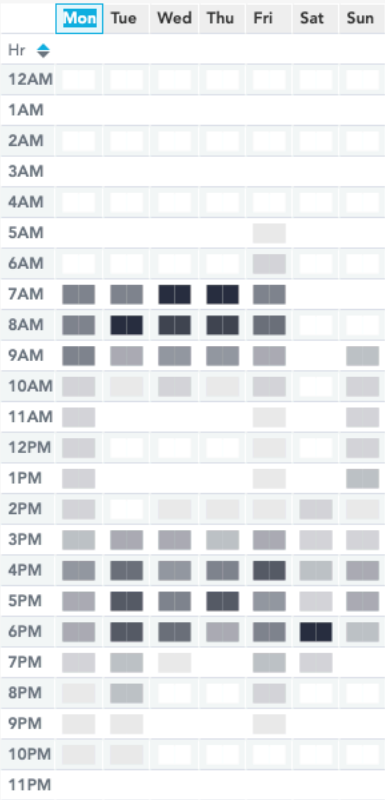 Mon Tue Wed Thu Fri Sat Sun
Hr
12AM
1AM
2AM
3AM
4AM
5AM
6AM
7AM
8AM
9AM
10AM
11AM
12PM
1PM
2PM
3PM
4PM
5PM
6PM
7PM
8PM
9PM
10PM
11PM